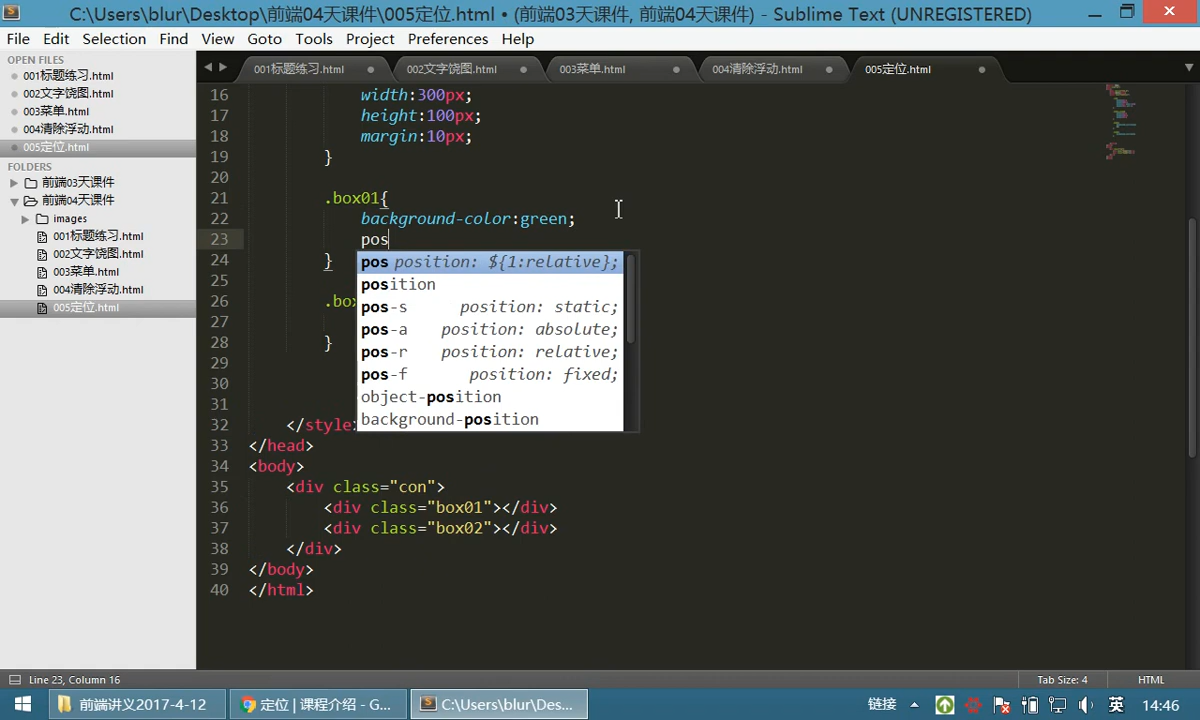 C:\Users\blur\Desktop\前端04天课件\005定位.html • (前端03天课件, 前端04天课件) - Sublime Text (UNREGISTERED)
File Edit Selection Find View Goto Tools Project Preferences Help
OPEN FILES
001标题练习.html
002文字饶图.html
003菜单.html
004清除浮动.html
005定位.html
FOLDERS
前端03天课件
前端04天课件
images
001标题练习.html
002文字饶图.html
003菜单.html
004清除浮动.html
005定位.html
001标题练习.html 002文字饶图.html 003菜单.html 004清除浮动.html 005定位.html
16 width:300px;
17 height:100px;
18 margin:10px;
19 }
20
21 .box01{
22 background-color:green;
23 pos
24 }
25
26 .box
27
28 }
29
30
31
32 </style
33 </head>
34 <body>
35 <div class="con">
36 <div class="box01"></div>
37 <div class="box02"></div>
38 </div>
39 </body>
40 </html>
pos position: ${1:relative};
position
pos-s position: static;
pos-a position: absolute;
pos-r position: relative;
pos-f position: fixed;
object-position
background-position
Line 23, Column 16 Tab Size: 4 HTML
前端讲义2017-4-12 定位 | 课程介绍 - G... C:\Users\blur\Des... 链接 英 14:46